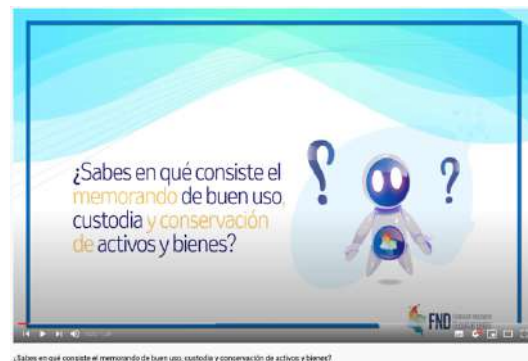 ¿Sabes en qué consiste el
memorando de buen uso,
custodia y conservación
de activos y bienes?
? ?
FND
¿Sabes en qué consiste el memorando de buen uso, custodia y conservación de activos y bienes?